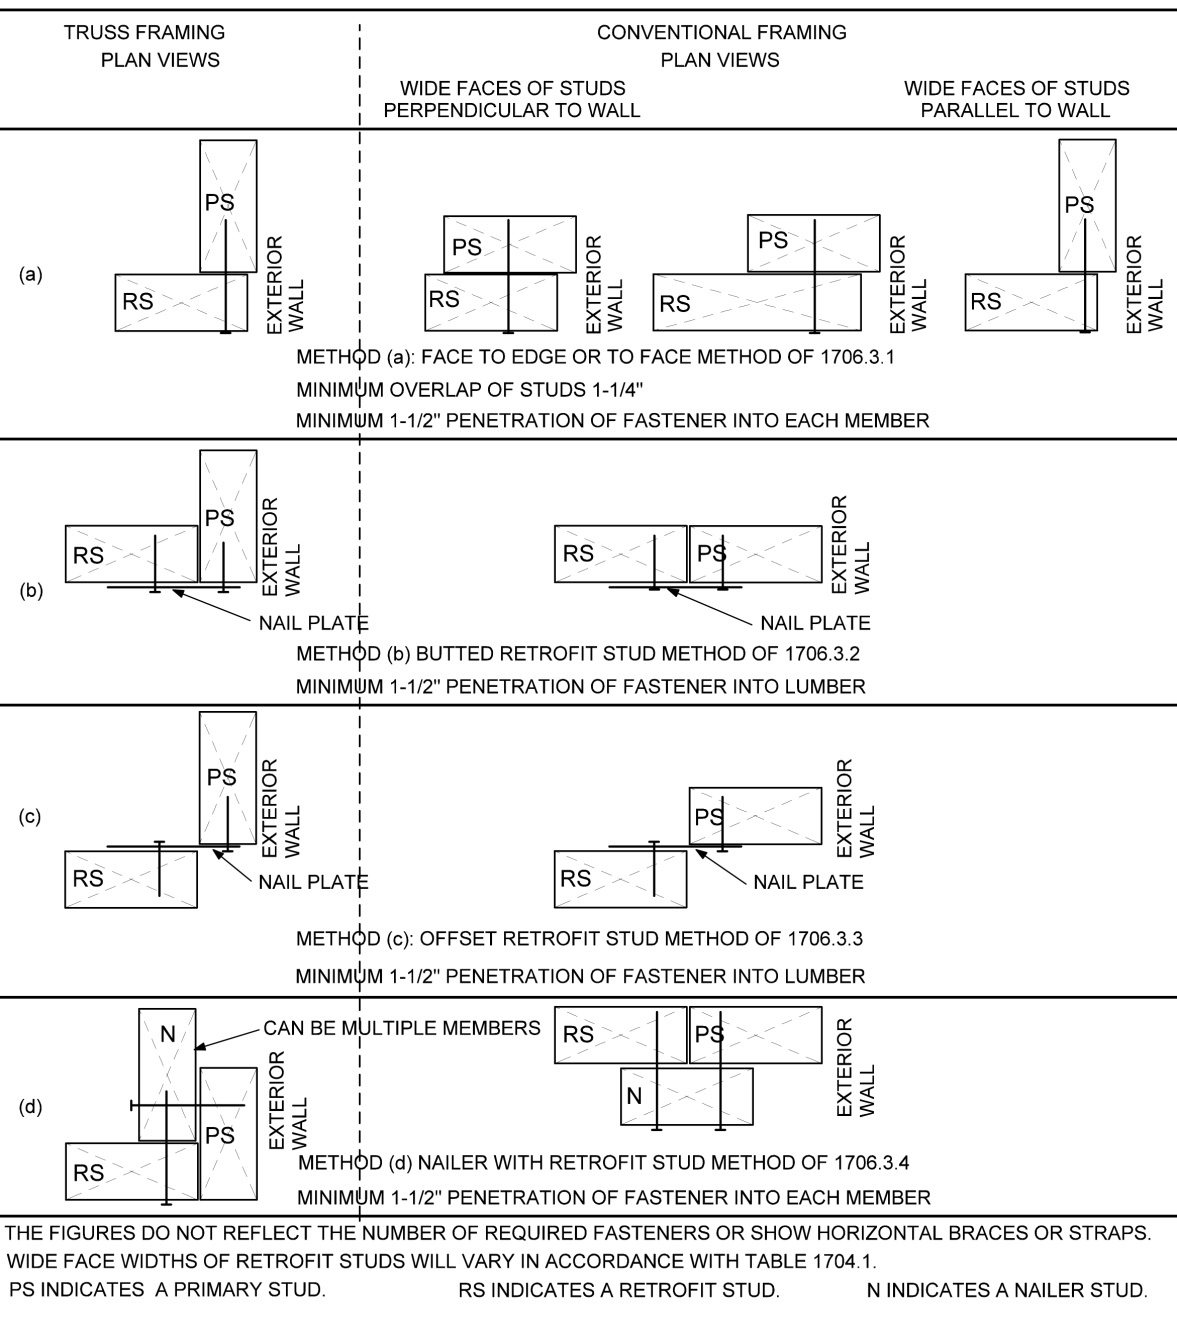 TRUSS FRAMING
PLAN VIEWS
CONVENTIONAL FRAMING
PLAN VIEWS
WIDE FACES OF STUDS
PERPENDICULAR TO WALL
WIDE FACES OF STUDS
PARALLEL TO WALL
(a)
PS
RS
EXTERIOR
WALL
PS
RS
EXTERIOR
WALL
PS
RS
EXTERIOR
WALL
PS
RS
EXTERIOR
WALL
METHOD (a): FACE TO EDGE OR TO FACE METHOD OF 1706.3.1
MINIMUM OVERLAP OF STUDS 1-1/4"
MINIMUM 1-1/2" PENETRATION OF FASTENER INTO EACH MEMBER
(b)
RS
PS
EXTERIOR
WALL
NAIL PLATE
RS
PS
EXTERIOR
WALL
NAIL PLATE
METHOD (b) BUTTED RETROFIT STUD METHOD OF 1706.3.2
MINIMUM 1-1/2" PENETRATION OF FASTENER INTO LUMBER
(c)
PS
RS
EXTERIOR
WALL
NAIL PLATE
PS
RS
EXTERIOR
WALL
NAIL PLATE
METHOD (c): OFFSET RETROFIT STUD METHOD OF 1706.3.3
MINIMUM 1-1/2" PENETRATION OF FASTENER INTO LUMBER
(d)
N
CAN BE MULTIPLE MEMBERS
PS
RS
EXTERIOR
WALL
RS
PS
N
EXTERIOR
WALL
METHOD (d) NAILER WITH RETROFIT STUD METHOD OF 1706.3.4
MINIMUM 1-1/2" PENETRATION OF FASTENER INTO EACH MEMBER
THE FIGURES DO NOT REFLECT THE NUMBER OF REQUIRED FASTENERS OR SHOW HORIZONTAL BRACES OR STRAPS.
WIDE FACE WIDTHS OF RETROFIT STUDS WILL VARY IN ACCORDANCE WITH TABLE 1704.1.
PS INDICATES A PRIMARY STUD.
RS INDICATES A RETROFIT STUD.
N INDICATES A NAILER STUD.